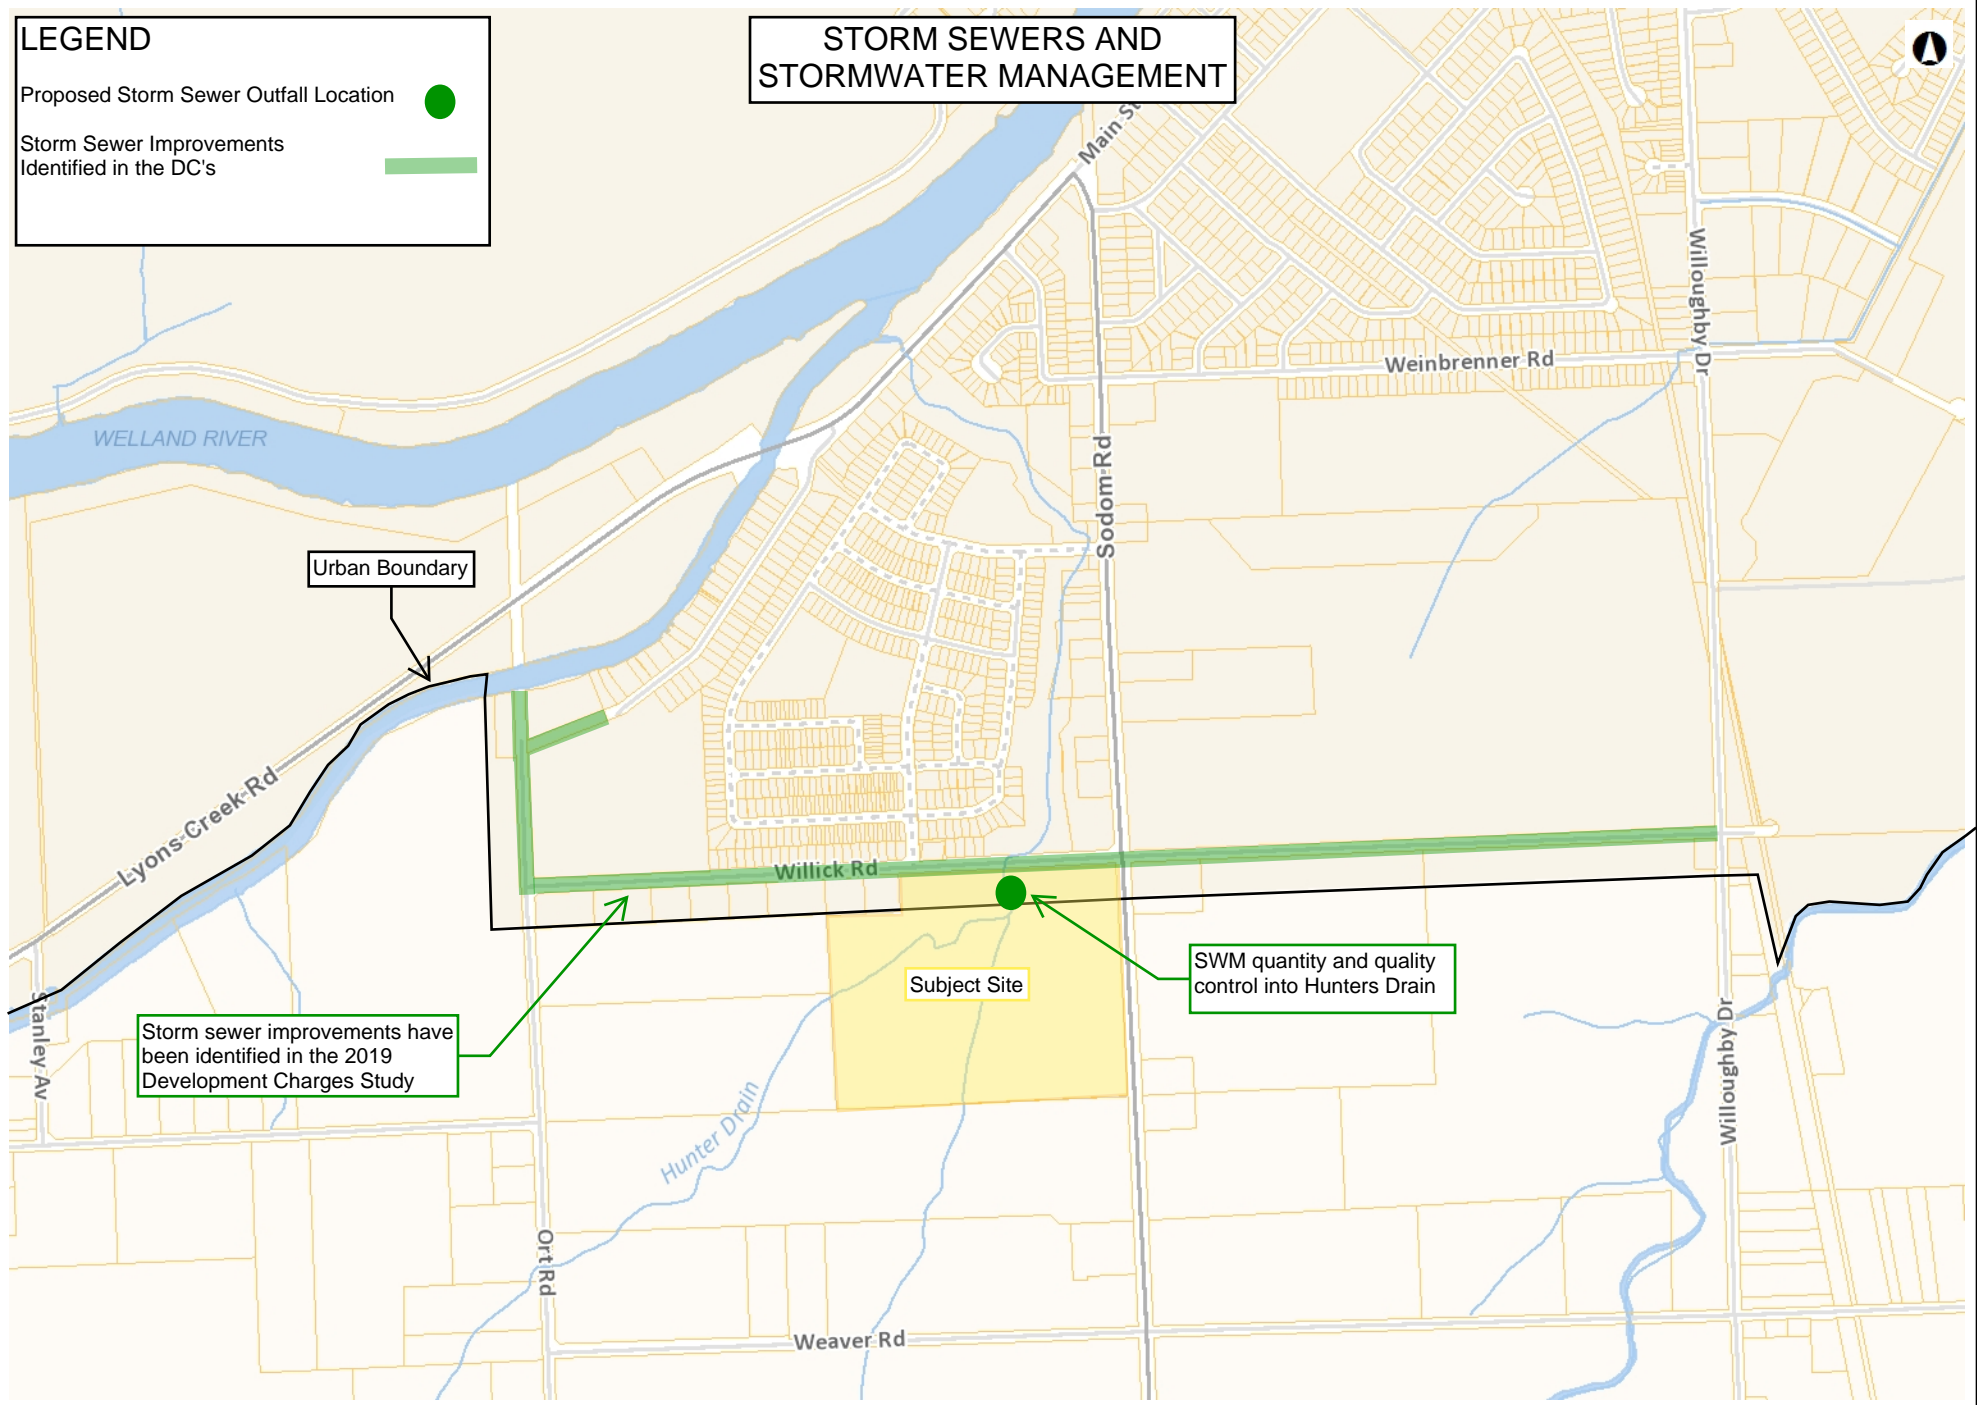 LEGEND
Proposed Storm Sewer Outfall Location
Storm Sewer Improvements
Identified in the DC's
STORM SEWERS AND
STORMWATER MANAGEMENT
Main St
Willoughby Dr
Weinbrenner Rd
WELLAND RIVER
Sodom Rd
Urban Boundary
Lyons Creek Rd
Willick Rd
Subject Site
SWM quantity and quality
control into Hunters Drain
Stanley Av
Storm sewer improvements have
been identified in the 2019
Development Charges Study
Hunter Drain
Willoughby Dr
Ort Rd
Weaver Rd